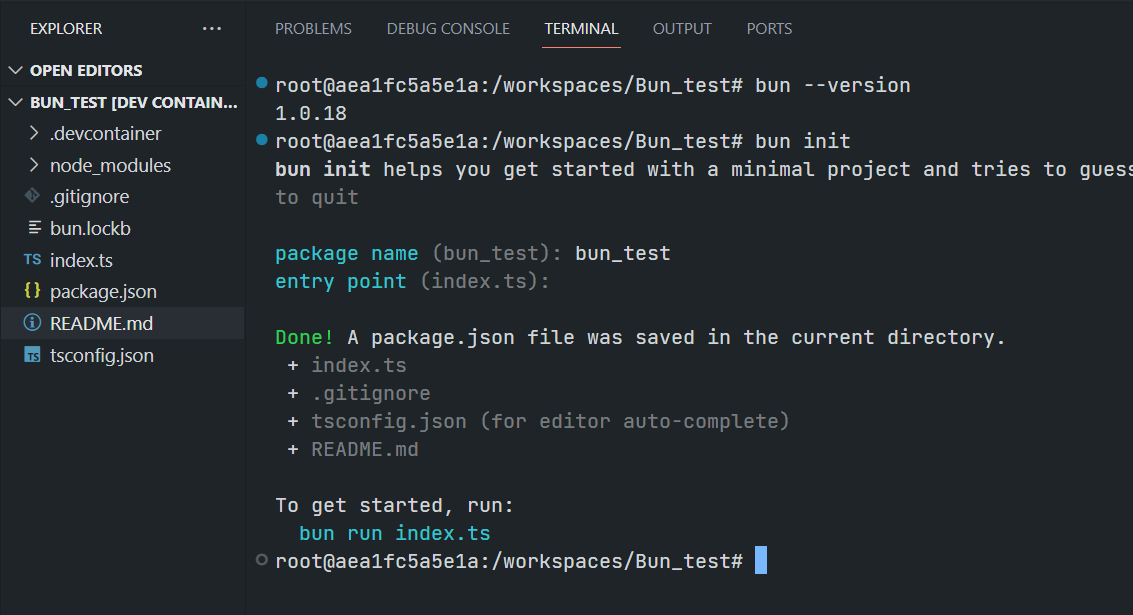 EXPLORER
OPEN EDITORS
BUN_TEST [DEV CONTAIN...
.devcontainer
node_modules
.gitignore
bun.lockb
TS index.ts
{} package.json
README.md
TS tsconfig.json
PROBLEMS DEBUG CONSOLE TERMINAL OUTPUT PORTS
root@aea1fc5a5e1a:/workspaces/Bun_test# bun --version
1.0.18
root@aea1fc5a5e1a:/workspaces/Bun_test# bun init
bun init helps you get started with a minimal project and tries to guess
to quit
package name (bun_test): bun_test
entry point (index.ts):
Done! A package.json file was saved in the current directory.
+ index.ts
+ .gitignore
+ tsconfig.json (for editor auto-complete)
+ README.md
To get started, run:
bun run index.ts
root@aea1fc5a5e1a:/workspaces/Bun_test#